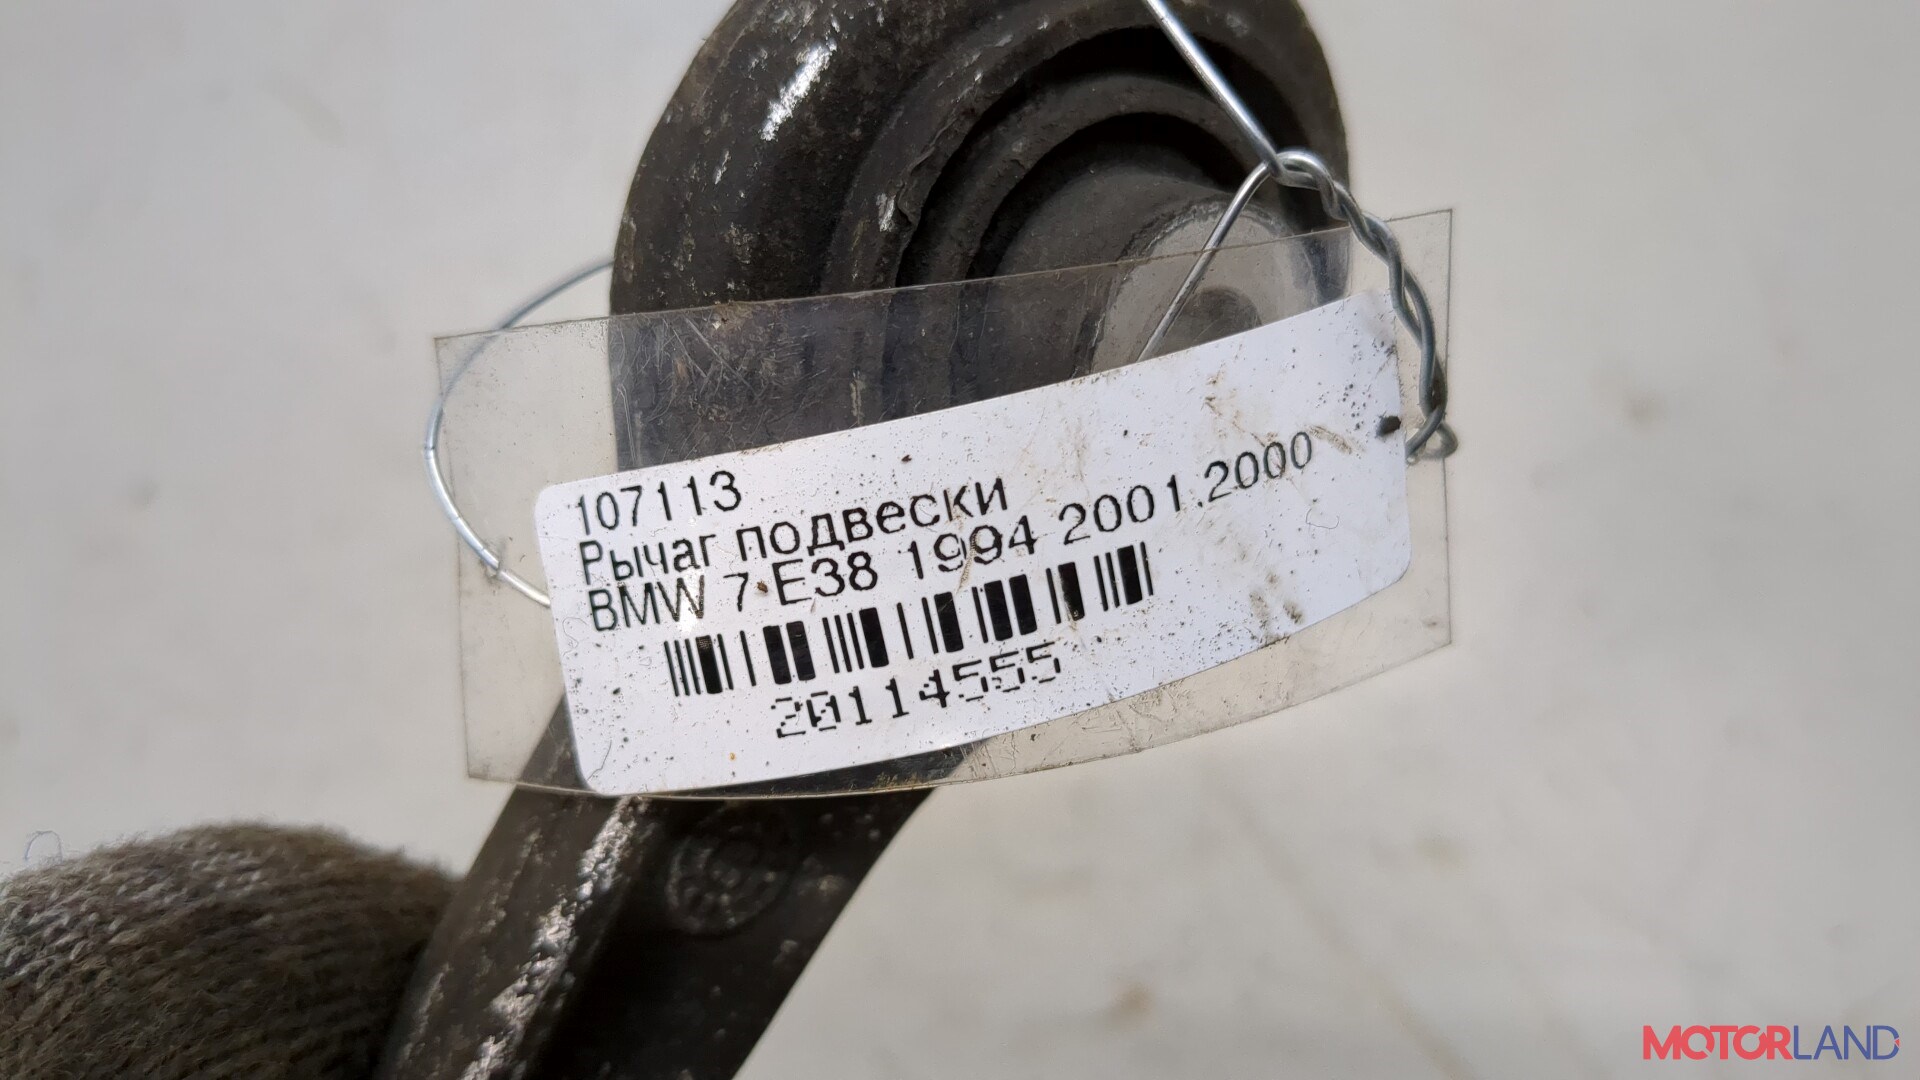 107113
Рычаг подвески
BMW 7 E38 1994 2001,2000
20114555
MOTORLAND